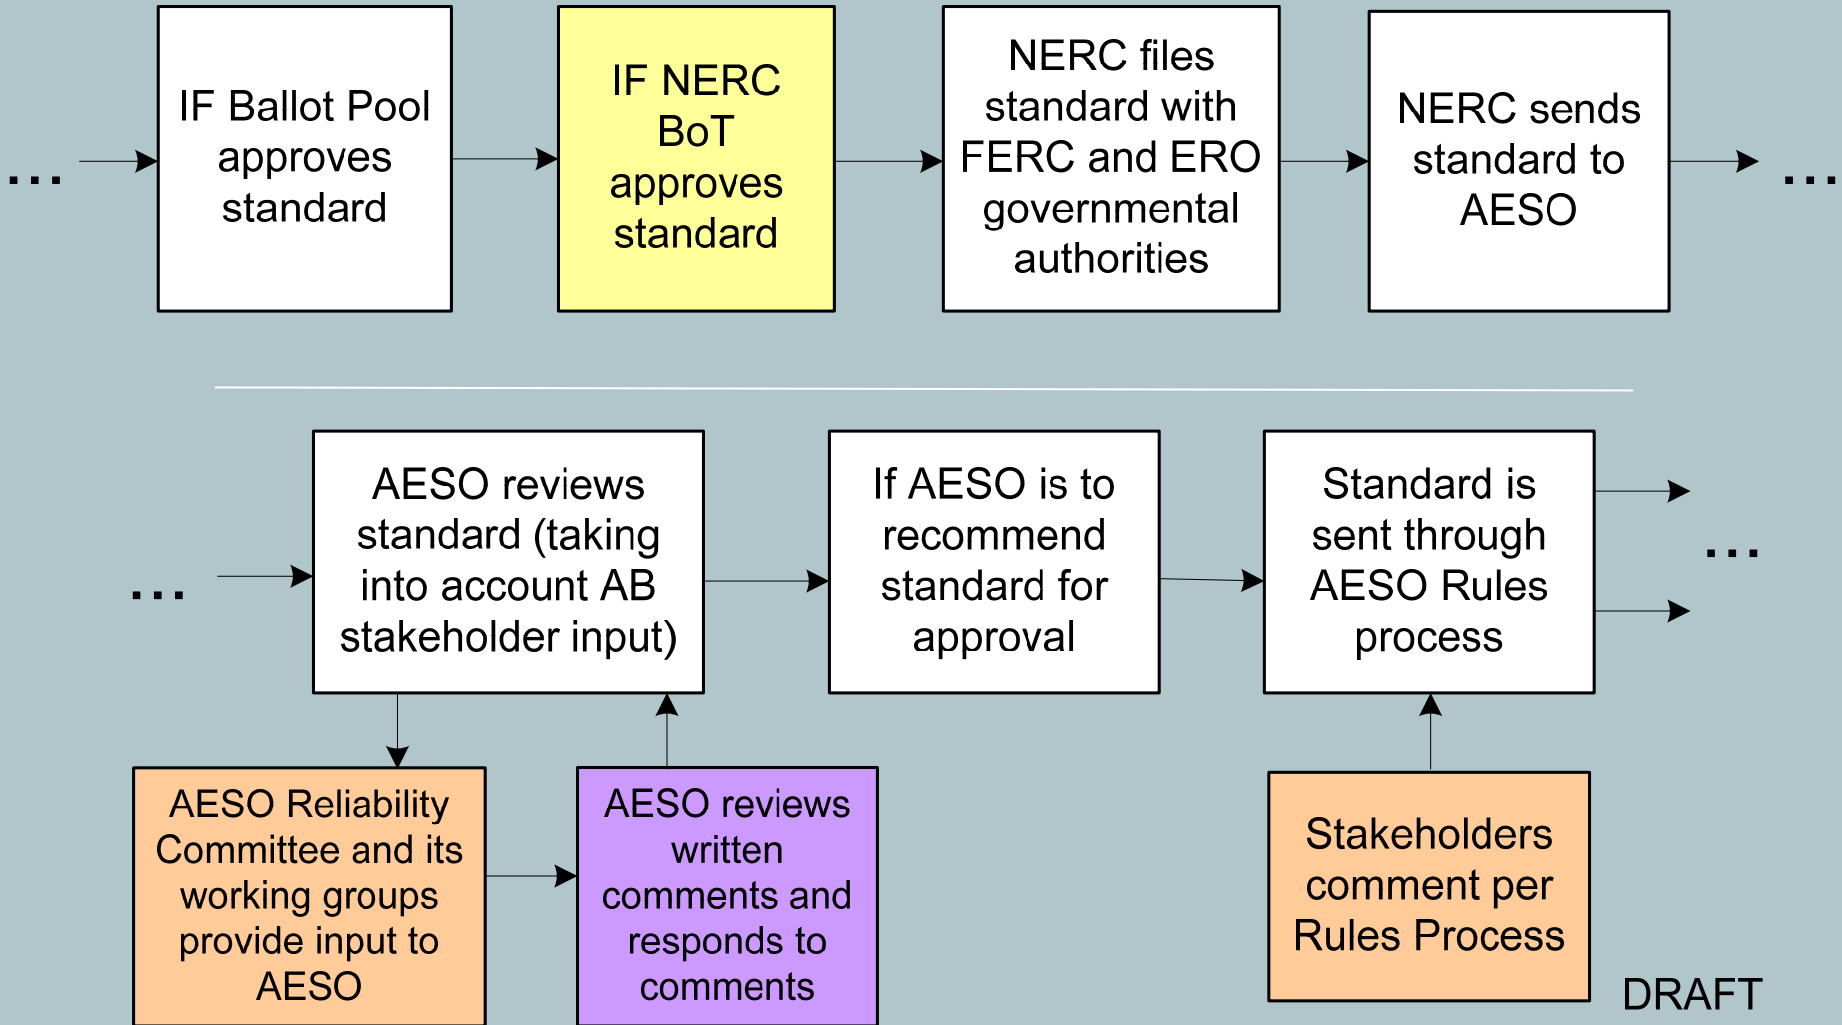 IF Ballot Pool
approves
standard
IF NERC
BoT
approves
standard
NERC files
standard with
FERC and ERO
governmental
authorities
NERC sends
standard to
AESO
...
...
AESO reviews
standard (taking
into account AB
stakeholder input)
If AESO is to
recommend
standard for
approval
Standard is
sent through
AESO Rules
process
...
...
AESO Reliability
Committee and its
working groups
provide input to
AESO
AESO reviews
written
comments and
responds to
comments
Stakeholders
comment per
Rules Process
DRAFT